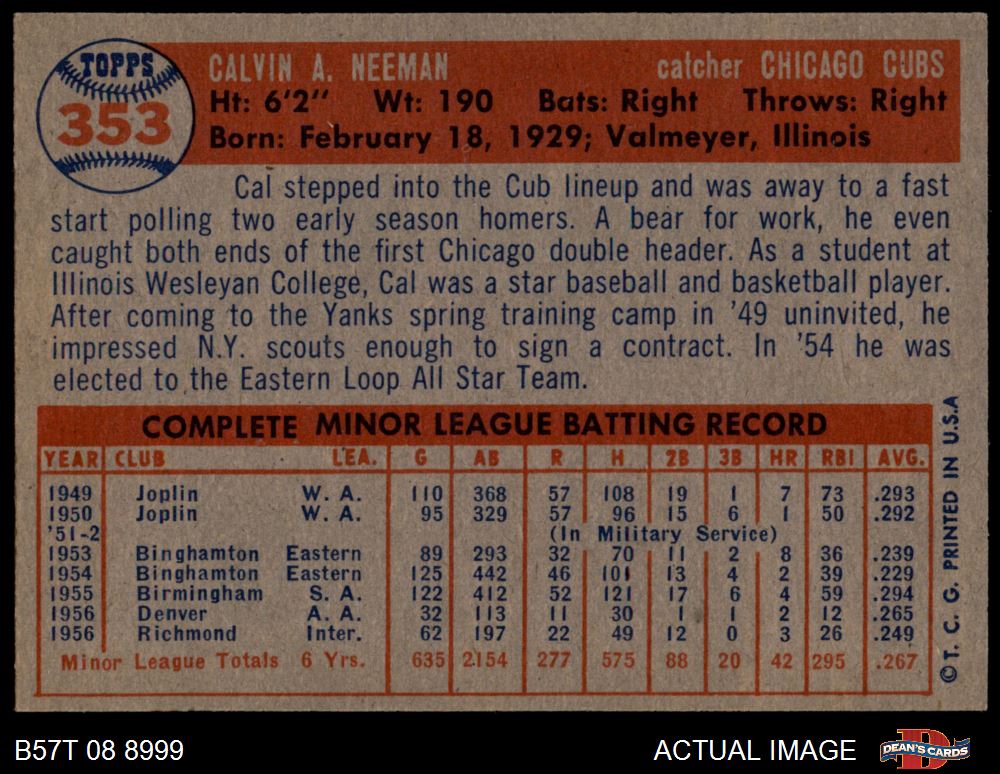 TOPPS
353
CALVIN A. NEEMAN catcher CHICAGO CUBS
Ht: 6'2" Wt: 190 Bats: Right Throws: Right
Born: February 18, 1929; Valmeyer, Illinois
Cal stepped into the Cub lineup and was away to a fast
start polling two early season homers. A bear for work, he even
caught both ends of the first Chicago double header. As a student at
Illinois Wesleyan College, Cal was a star baseball and basketball player.
After coming to the Yanks spring training camp in '49 uninvited, he
impressed N.Y. scouts enough to sign a contract. In '54 he was
elected to the Eastern Loop All Star Team.
COMPLETE MINOR LEAGUE BATTING RECORD
YEAR CLUB LEA. G AB R H 2B 3B HR RBI AVG.
1949 Joplin W. A. 110 368 57 108 19 1 7 73 .293
1950 Joplin W. A. 95 329 57 96 15 6 1 50 .292
'51-2 (In Military Service)
1953 Binghamton Eastern 89 293 32 70 11 2 8 36 .239
1954 Binghamton Eastern 125 442 46 101 13 4 2 39 .229
1955 Birmingham S. A. 122 412 52 121 17 6 4 59 .294
1956 Denver A. A. 32 113 11 30 1 1 2 12 .265
1956 Richmond Inter. 62 197 22 49 12 0 3 26 .249
Minor League Totals 6 Yrs. 635 2154 277 575 88 20 42 295 .267
© T. C. G. PRINTED IN U.S.A
B57T 08 8999 ACTUAL IMAGE
DEAN'S CARDS